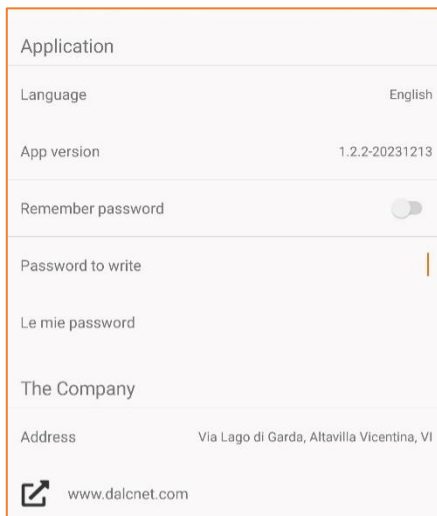 Application
Language English
App version 1.2.2-20231213
Remember password
Password to write
Le mie password
The Company
Address Via Lago di Garda, Altavilla Vicentina, VI
www.dalcnet.com